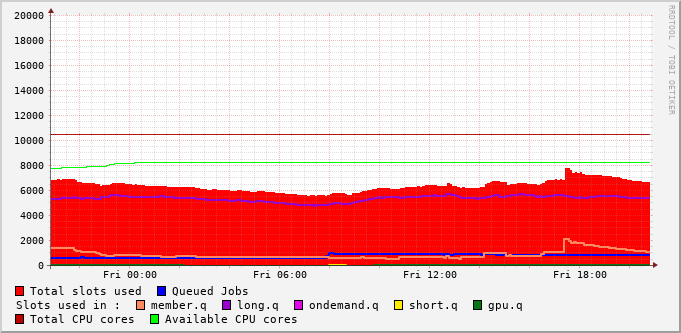 RRDTOOL / TOBI OETIKER
20000
18000
16000
14000
12000
10000
8000
6000
4000
2000
0
Fri 00:00 Fri 06:00 Fri 12:00 Fri 18:00
Total slots used Queued Jobs
Slots used in : member.q long.q ondemand.q short.q gpu.q
Total CPU cores Available CPU cores